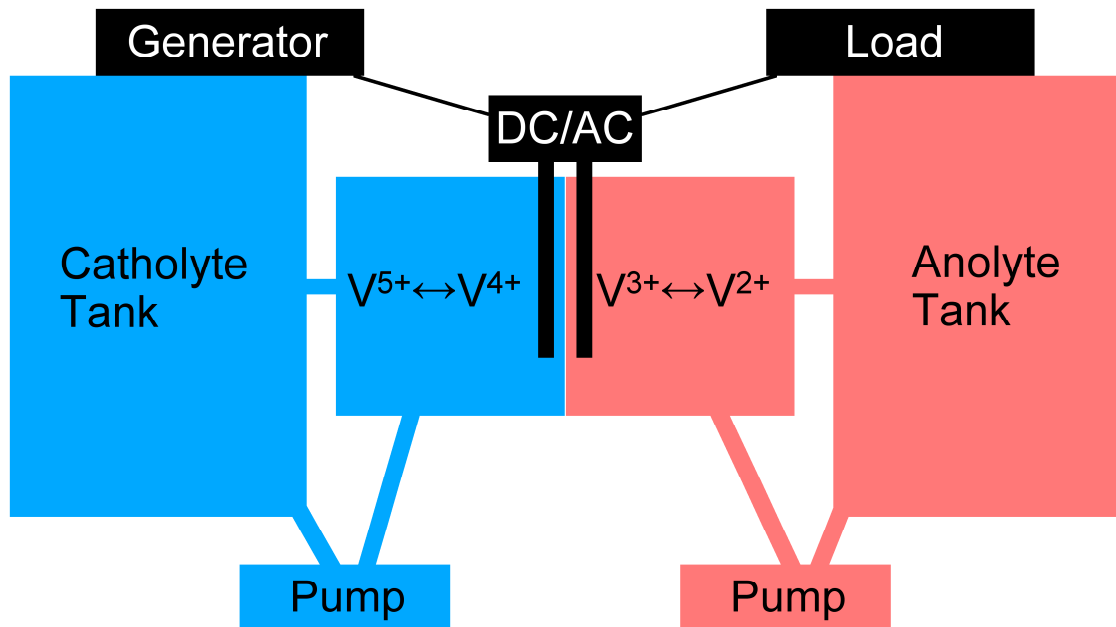 Generator
Load
DC/AC
Catholyte
Tank
V⁵⁺↔V⁴⁺
V³⁺↔V²⁺
Anolyte
Tank
Pump
Pump